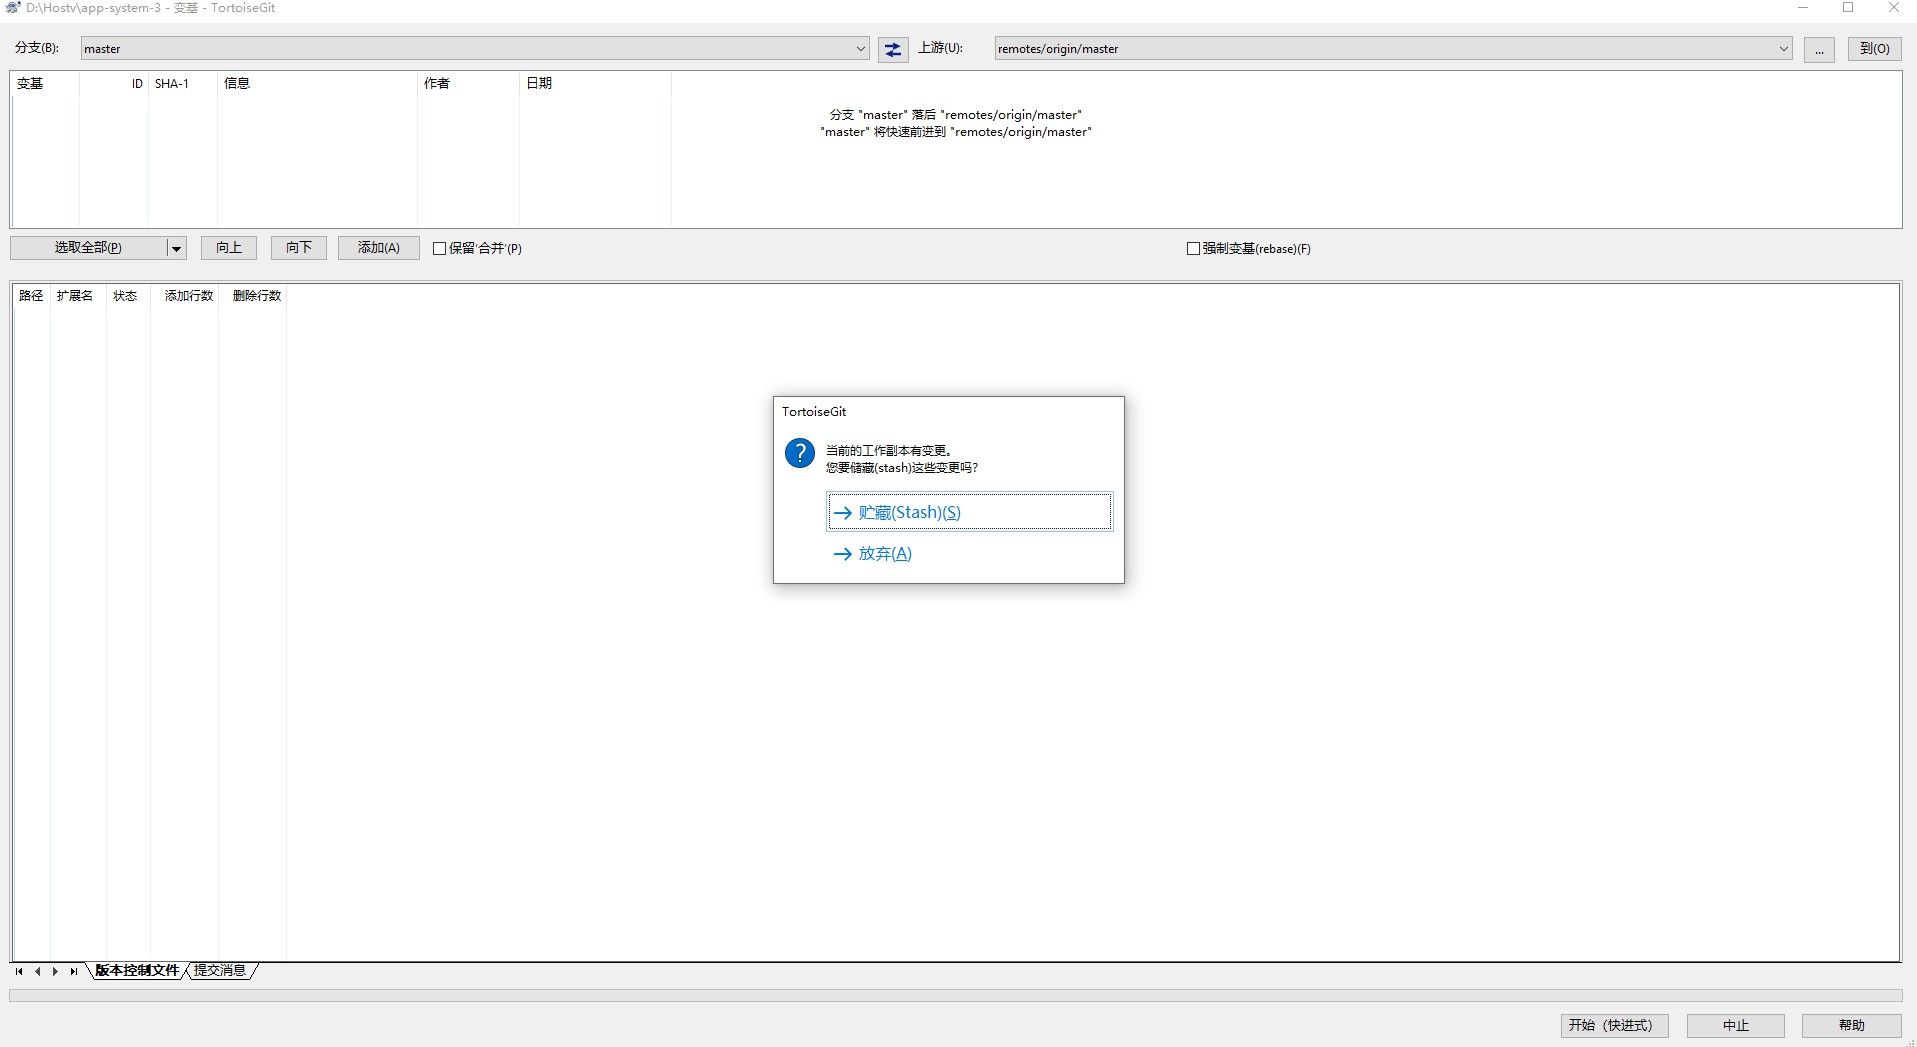 D:\Hostv\app-system-3 - 变基 - TortoiseGit
分支(B): master 上游(U): remotes/origin/master ... 到(O)
变基 ID SHA-1 信息 作者 日期
分支 "master" 落后 "remotes/origin/master"
"master" 将快速前进到 "remotes/origin/master"
选取全部(P) 向上 向下 添加(A) 保留'合并'(P) 强制变基(rebase)(F)
路径 扩展名 状态 添加行数 删除行数
TortoiseGit
?
当前的工作副本有变更。
您要储藏(stash)这些变更吗?
贮藏(Stash)(S)
放弃(A)
版本控制文件 提交消息
开始（快进式） 中止 帮助